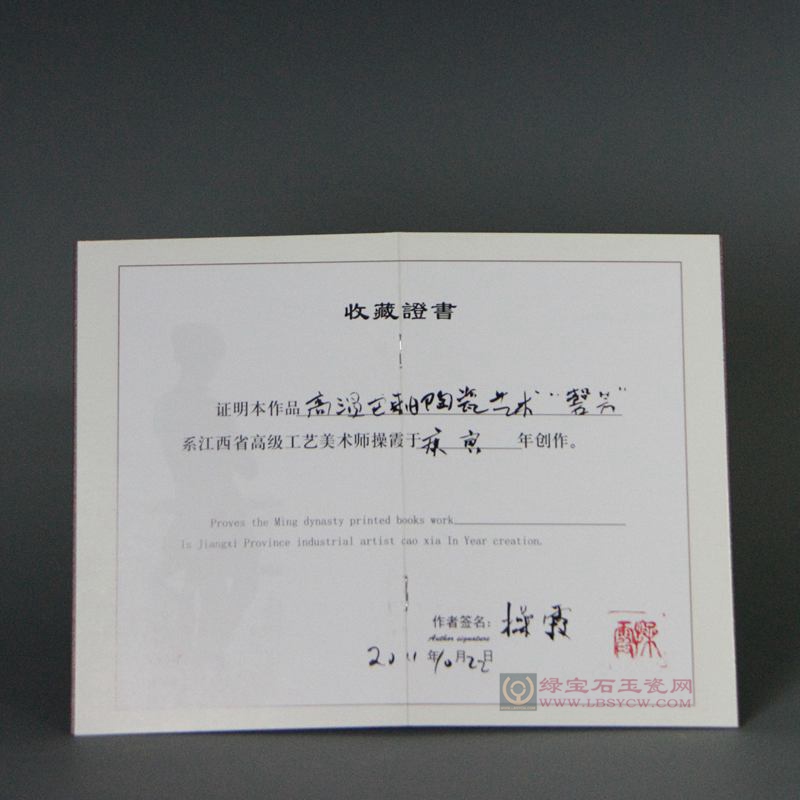 收藏證書
证明本作品高温色釉陶瓷艺术“
系江西省高级工艺美术师操霞于庚寅年创作。
Proves the Ming dynasty printed books work
Is Jiangxi Province industrial artist cao xia In Year creation.
作者签名：操霞
Author signature
2011年10月22日
操霞
绿宝石玉瓷网
WWW.LBSYCW.COM